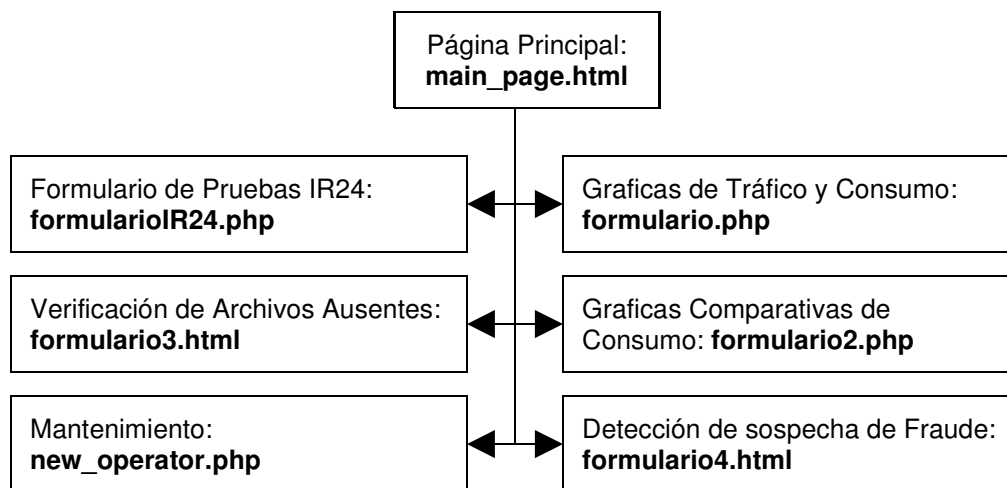 Página Principal:
main_page.html
Formulario de Pruebas IR24:
formularioIR24.php
Graficas de Tráfico y Consumo:
formulario.php
Verificación de Archivos Ausentes:
formulario3.html
Graficas Comparativas de
Consumo: formulario2.php
Mantenimiento:
new_operator.php
Detección de sospecha de Fraude:
formulario4.html